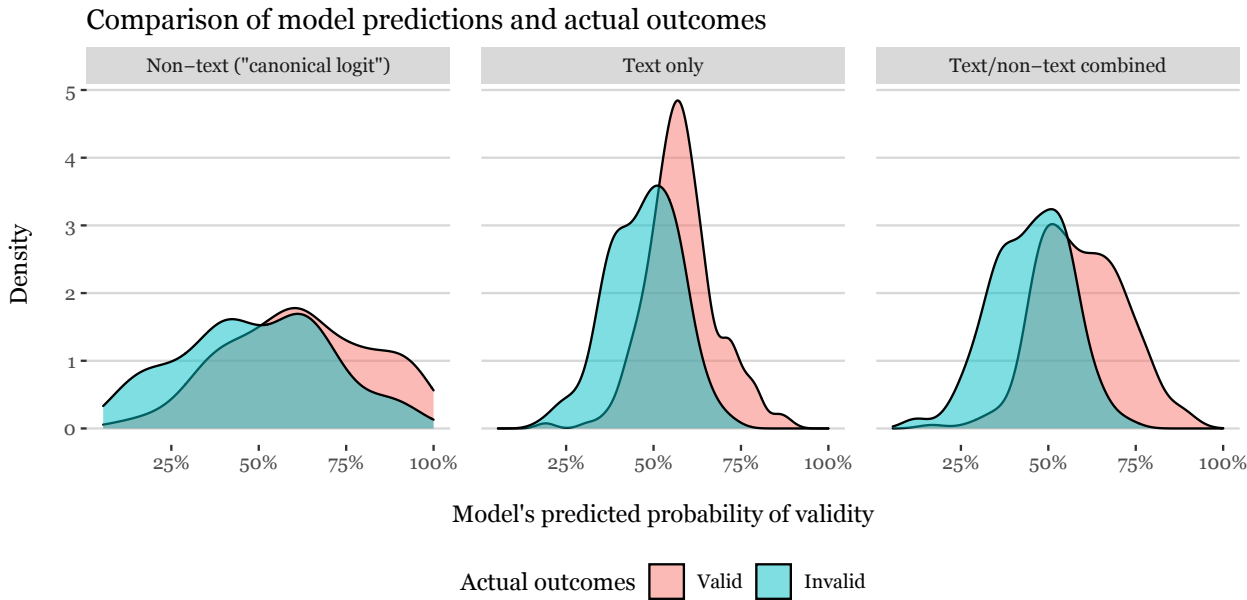 Comparison of model predictions and actual outcomes
Non−text ("canonical logit")
Text only
Text/non−text combined
Density
5
4
3
2
1
0
25% 50% 75% 100%
25% 50% 75% 100%
25% 50% 75% 100%
Model's predicted probability of validity
Actual outcomes Valid Invalid